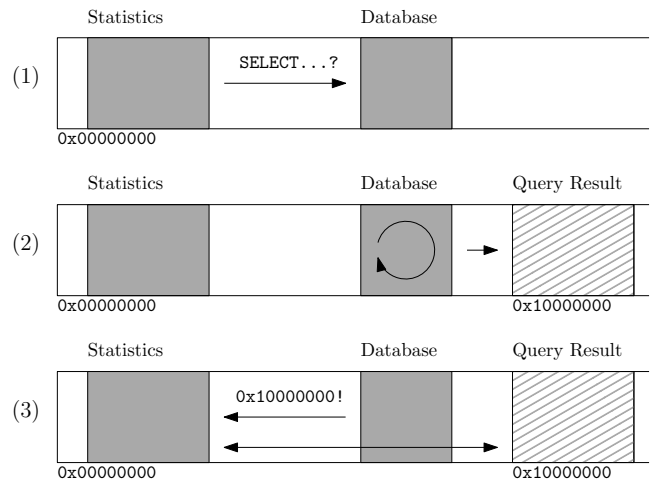 Statistics Database
(1) SELECT...?
0x00000000
Statistics Database Query Result
(2)
0x00000000 0x10000000
Statistics Database Query Result
(3) 0x10000000!
0x00000000 0x10000000